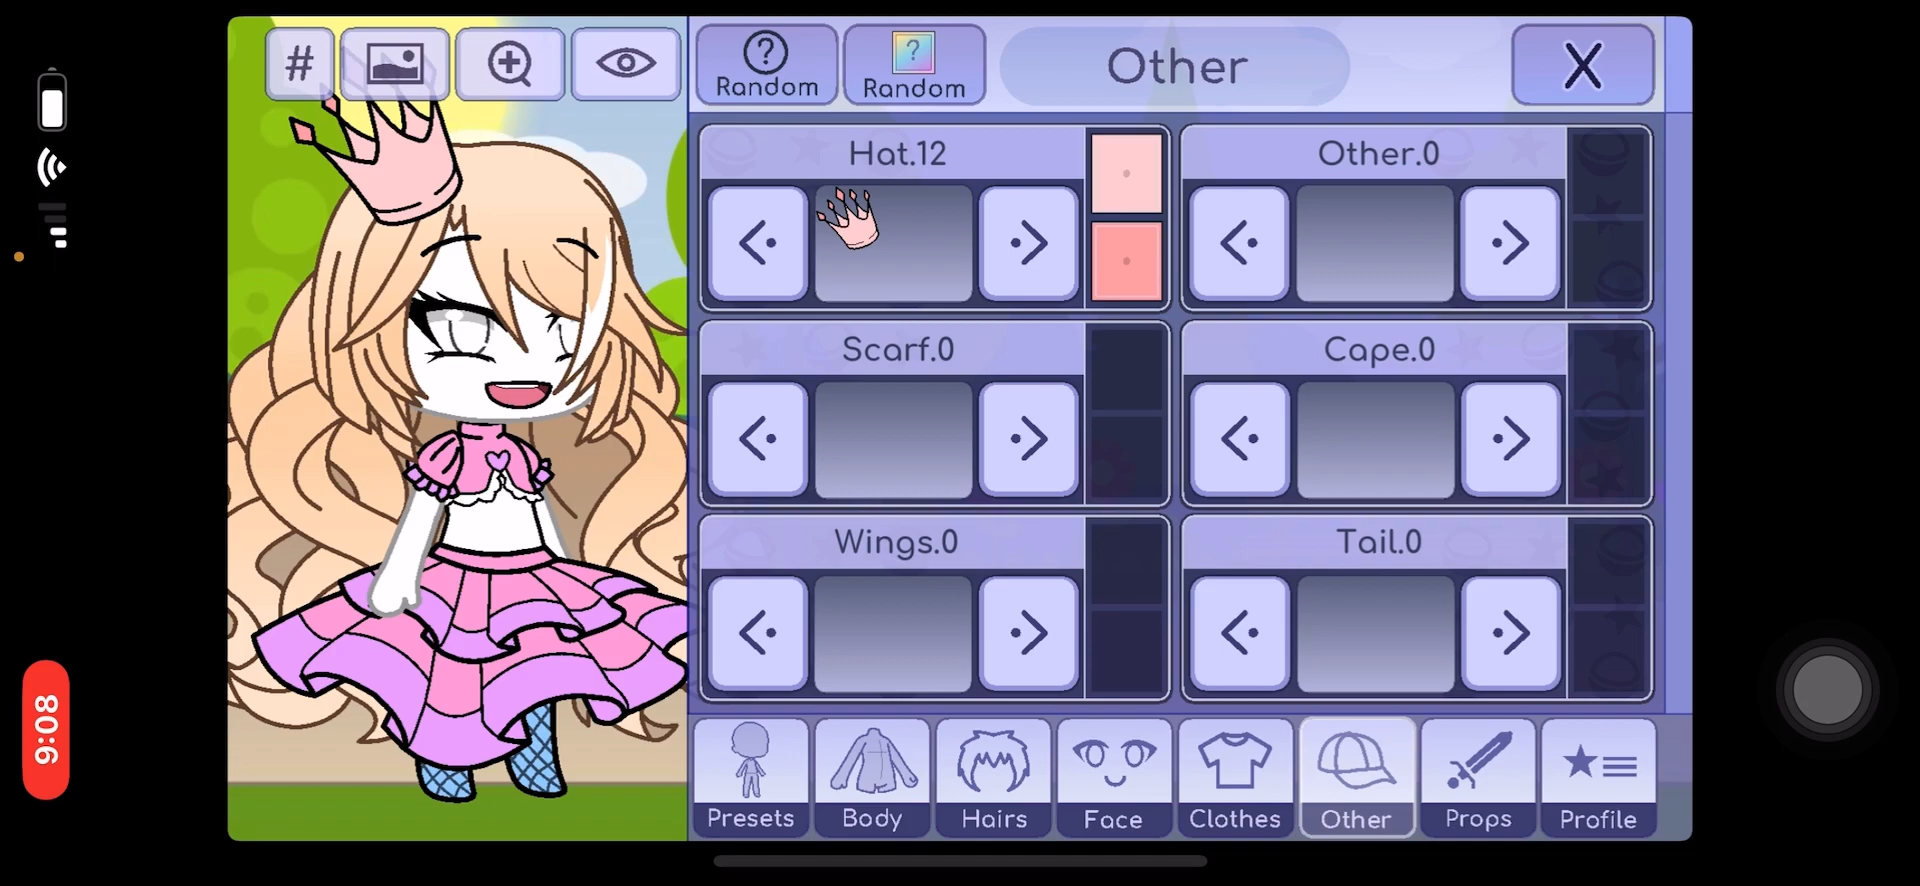 #
?
Random
?
Random
Other
X
Hat.12
Other.0
Scarf.0
Cape.0
Wings.0
Tail.0
Presets
Body
Hairs
Face
Clothes
Other
Props
Profile
9:08